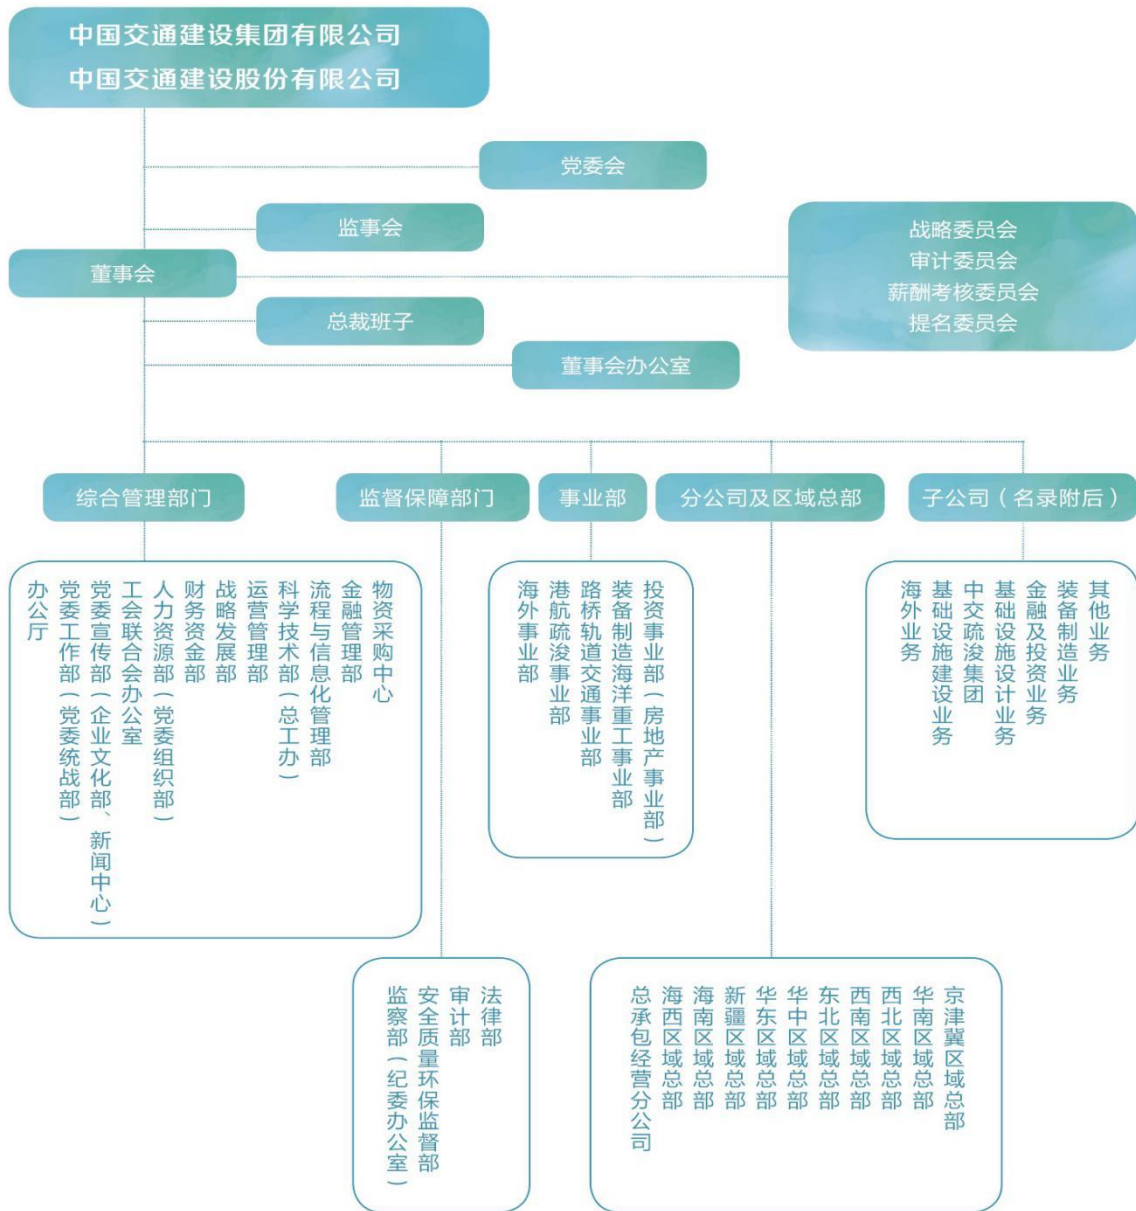 中国交通建设集团有限公司
中国交通建设股份有限公司
党委会
监事会
战略委员会
审计委员会
薪酬考核委员会
提名委员会
董事会
总裁班子
董事会办公室
综合管理部门
监督保障部门
事业部
分公司及区域总部
子公司（名录附后）
办公厅
党委工作部（党委统战部）
党委宣传部（企业文化部、新闻中心）
工会联合会办公室
人力资源部（党委组织部）
财务资金部
战略发展部
运营管理部
科学技术部（总工办）
流程与信息化管理部
金融管理部
物资采购中心
海外事业部
港航疏浚事业部
路桥轨道交通事业部
装备制造海洋重工事业部
投资事业部（房地产事业部）
海外业务
基础设施建设业务
中交疏浚集团
基础设施设计业务
金融及投资业务
装备制造业务
其他业务
监察部（纪委办公室）
安全质量环保监督部
审计部
法律部
总承包经营分公司
海西区域总部
海南区域总部
新疆区域总部
华东区域总部
华中区域总部
东北区域总部
西南区域总部
西北区域总部
华南区域总部
京津冀区域总部